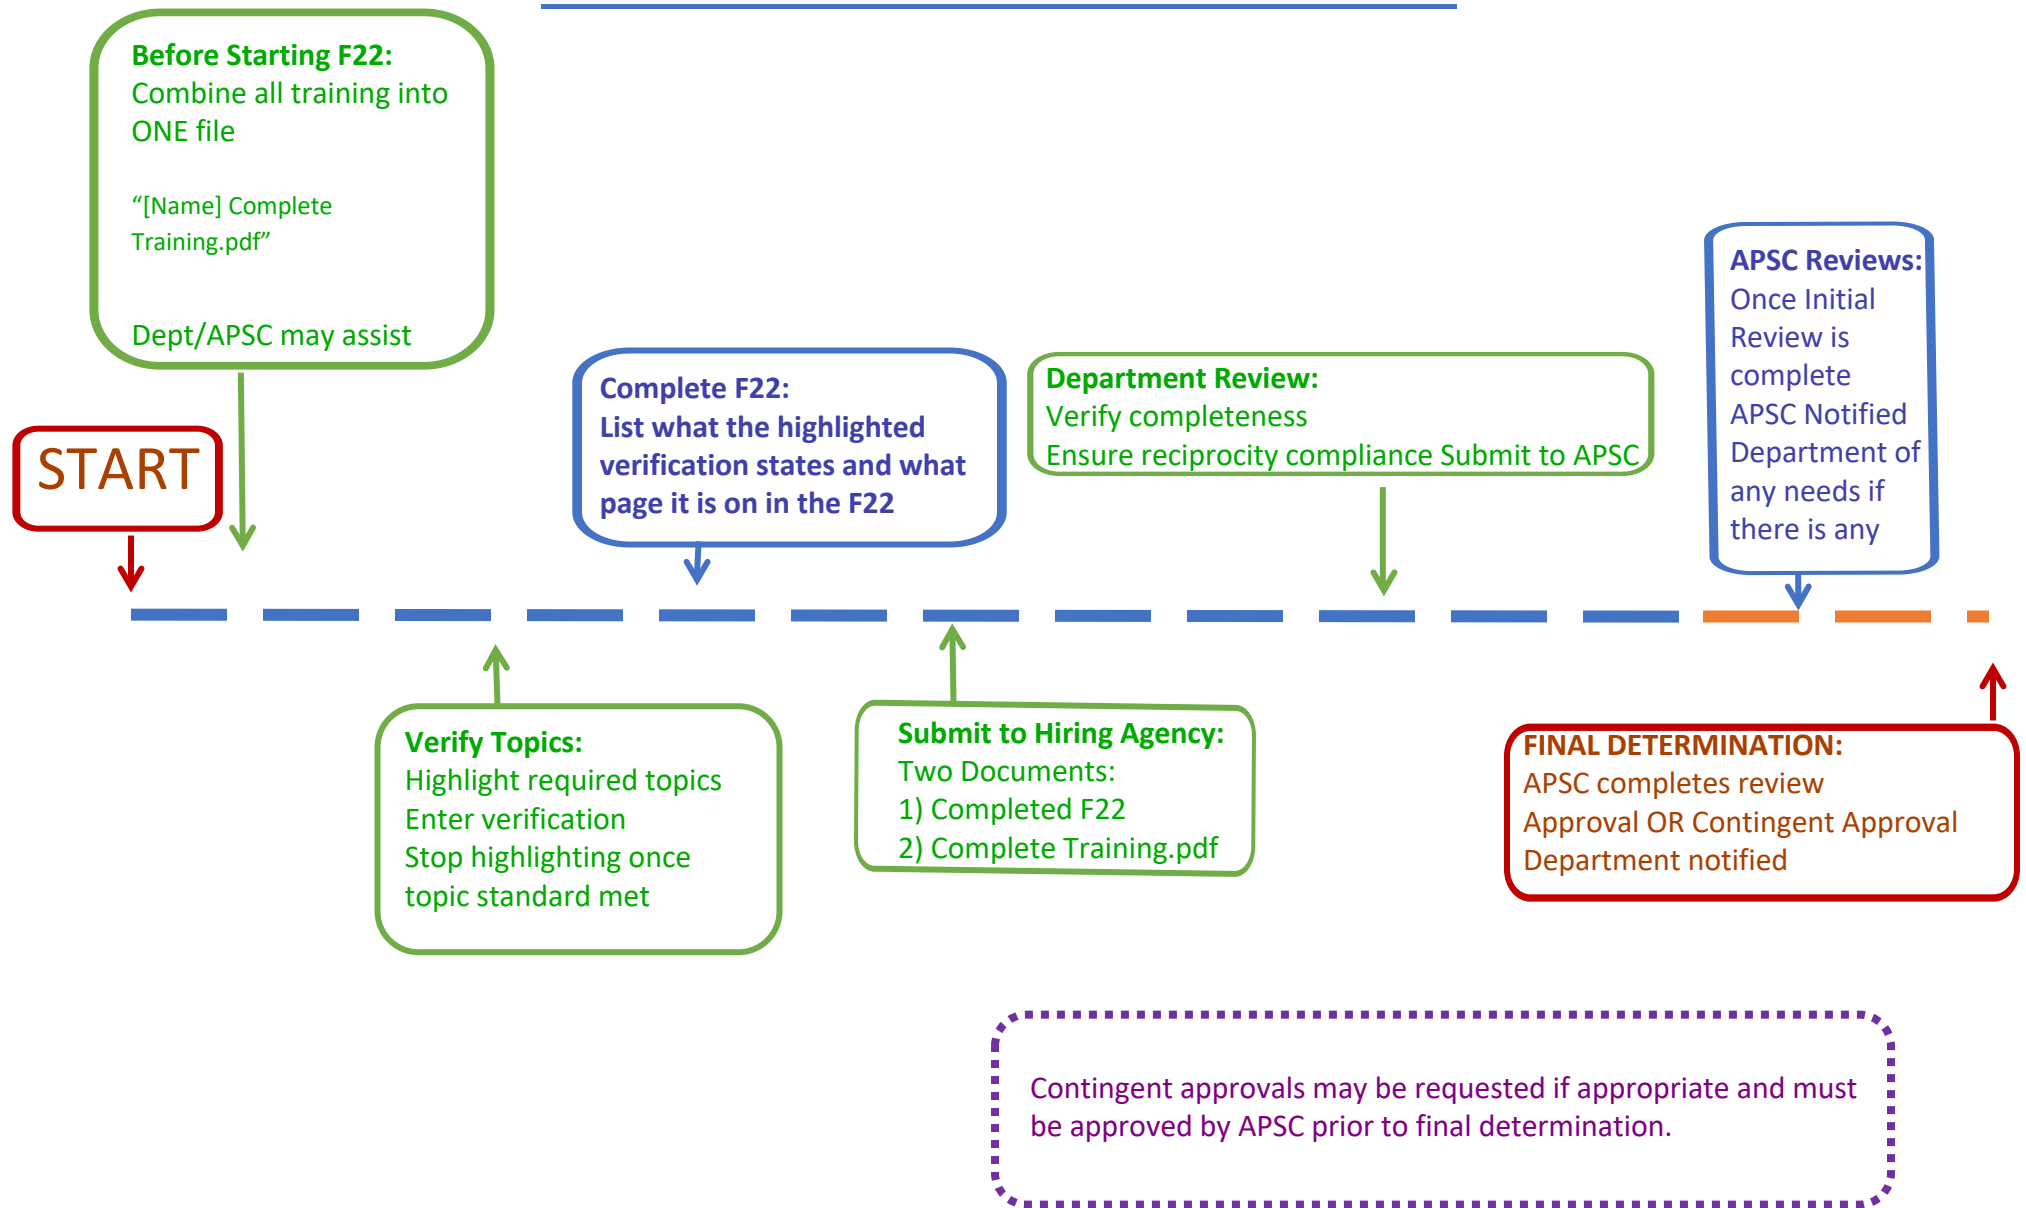 Before Starting F22:
Combine all training into
ONE file
“[Name] Complete
Training.pdf”
Dept/APSC may assist
START
Complete F22:
List what the highlighted
verification states and what
page it is on in the F22
Department Review:
Verify completeness
Ensure reciprocity compliance Submit to APSC
APSC Reviews:
Once Initial
Review is
complete
APSC Notified
Department of
any needs if
there is any
Verify Topics:
Highlight required topics
Enter verification
Stop highlighting once
topic standard met
Submit to Hiring Agency:
Two Documents:
1) Completed F22
2) Complete Training.pdf
FINAL DETERMINATION:
APSC completes review
Approval OR Contingent Approval
Department notified
Contingent approvals may be requested if appropriate and must
be approved by APSC prior to final determination.